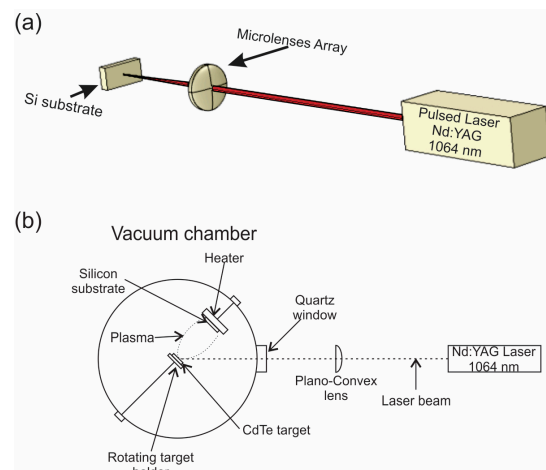 (a)
Microlenses Array
Si substrate
Pulsed Laser
Nd:YAG
1064 nm
(b)
Vacuum chamber
Heater
Silicon
substrate
Quartz
window
Plasma
Nd:YAG Laser
1064 nm
Plano-Convex
lens
Laser beam
CdTe target
Rotating target